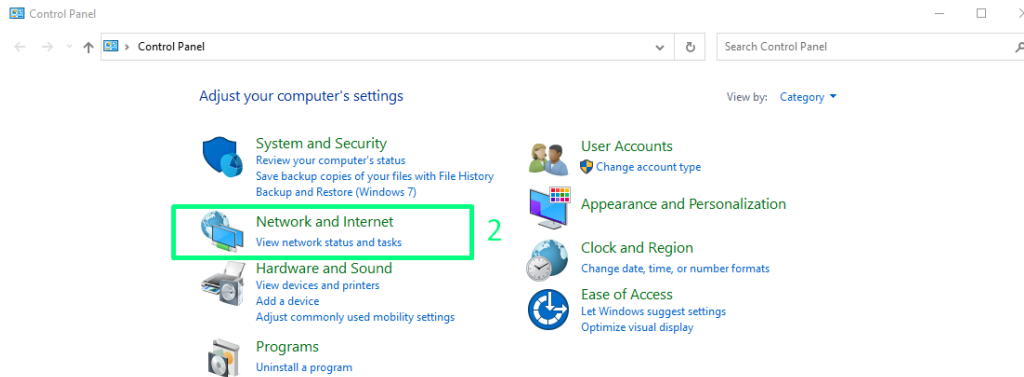 Control Panel
Control Panel
Search Control Panel
Adjust your computer's settings
View by: Category
System and Security
Review your computer's status
Save backup copies of your files with File History
Backup and Restore (Windows 7)
Network and Internet
View network status and tasks
2
Hardware and Sound
View devices and printers
Add a device
Adjust commonly used mobility settings
Programs
Uninstall a program
User Accounts
Change account type
Appearance and Personalization
Clock and Region
Change date, time, or number formats
Ease of Access
Let Windows suggest settings
Optimize visual display